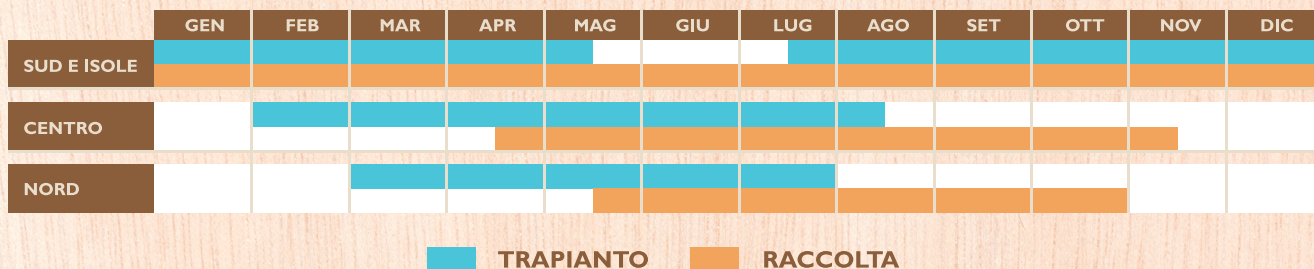 GEN FEB MAR APR MAG GIU LUG AGO SET OTT NOV DIC
SUD E ISOLE
CENTRO
NORD
TRAPIANTO RACCOLTA